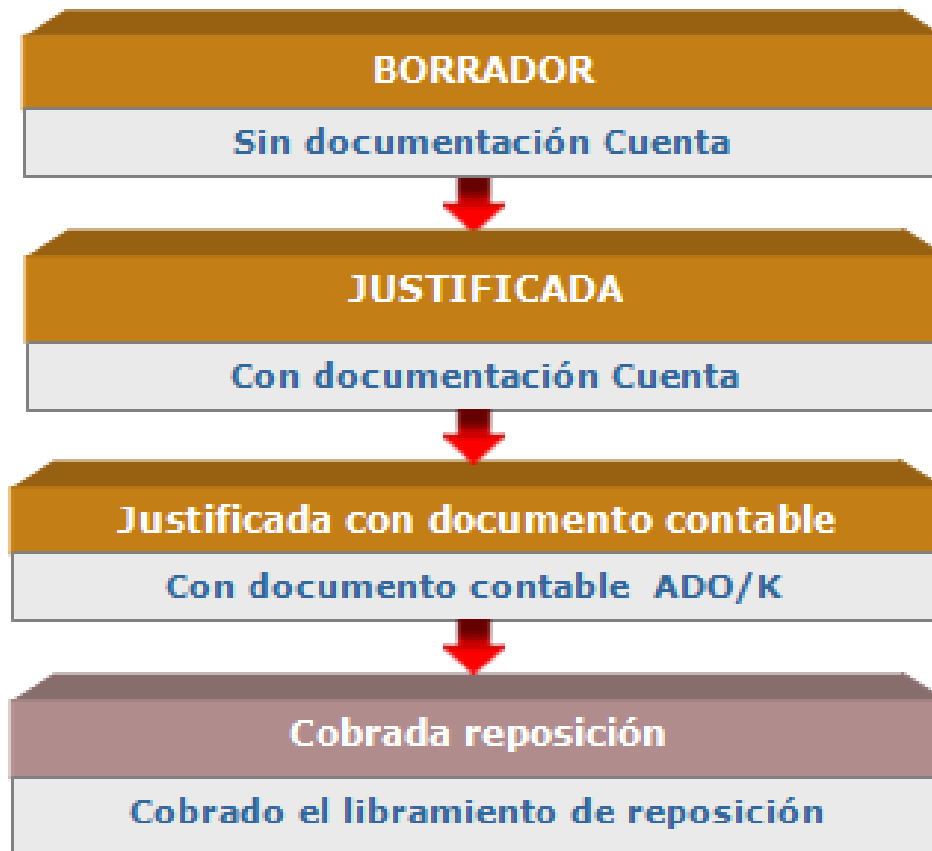 BORRADOR
Sin documentación Cuenta
JUSTIFICADA
Con documentación Cuenta
Justificada con documento contable
Con documento contable ADO/K
Cobrada reposición
Cobrado el libramiento de reposición